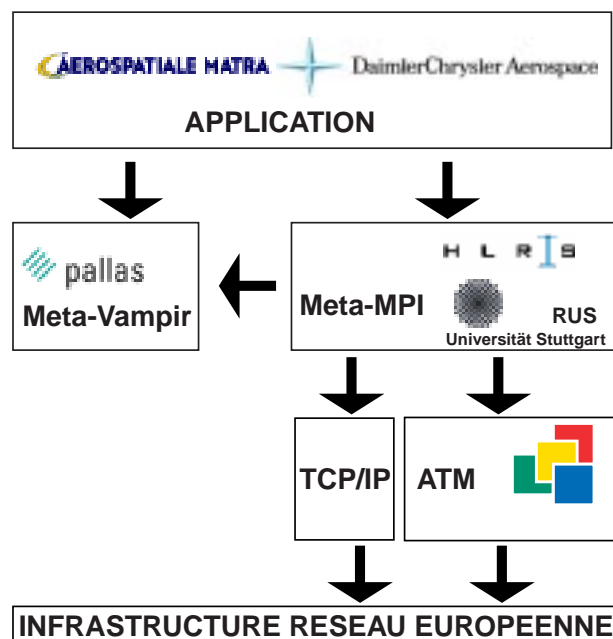 AEROSPATIALE MATRA DaimlerChrysler Aerospace
APPLICATION
pallas
Meta-Vampir
H L R I S
Meta-MPI
RUS
Universität Stuttgart
TCP/IP
ATM
INFRASTRUCTURE RESEAU EUROPEENNE